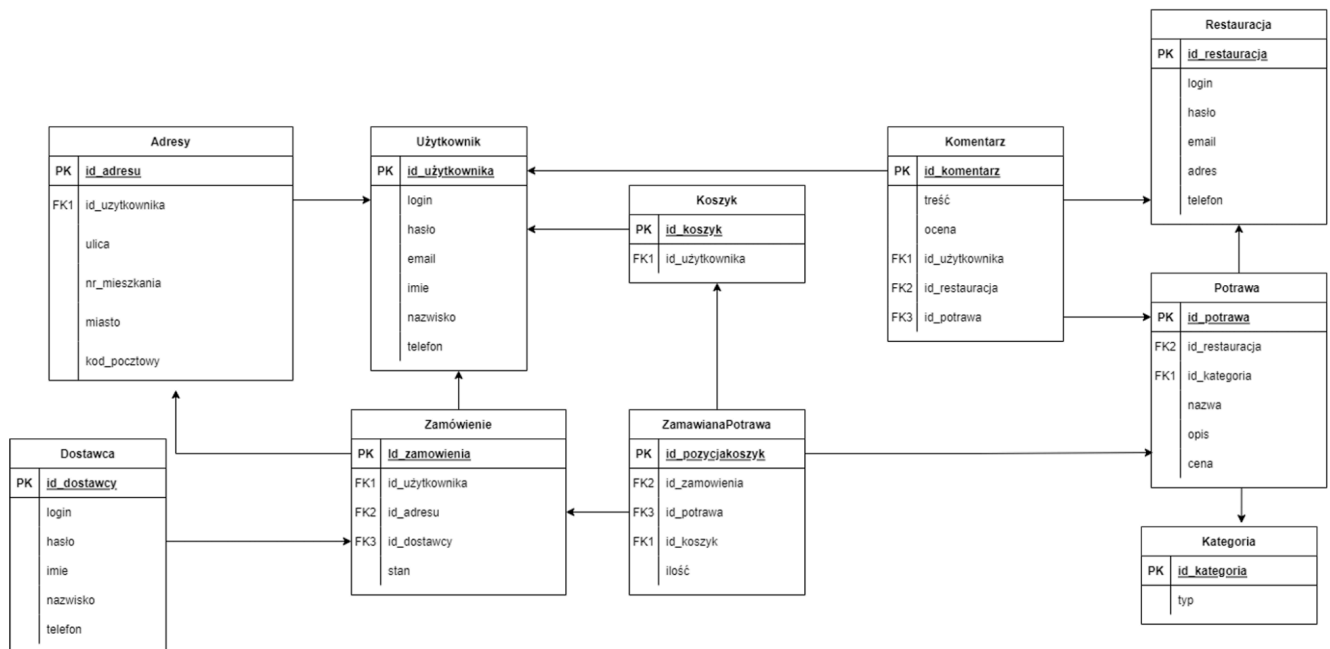 Restauracja
PK id_restauracja
login
hasło
email
adres
telefon
Adresy
PK id_adresu
FK1 id_uzytkownika
ulica
nr_mieszkania
miasto
kod_pocztowy
Użytkownik
PK id_użytkownika
login
hasło
email
imie
nazwisko
telefon
Koszyk
PK id_koszyk
FK1 id_użytkownika
Komentarz
PK id_komentarz
treść
ocena
FK1 id_użytkownika
FK2 id_restauracja
FK3 id_potrawa
Potrawa
PK id_potrawa
FK2 id_restauracja
FK1 id_kategoria
nazwa
opis
cena
Dostawca
PK id_dostawcy
login
hasło
imie
nazwisko
telefon
Zamówienie
PK Id_zamowienia
FK1 id_użytkownika
FK2 id_adresu
FK3 id_dostawcy
stan
ZamawianaPotrawa
PK id_pozycjakoszyk
FK2 id_zamowienia
FK3 id_potrawa
FK1 id_koszyk
ilość
Kategoria
PK id_kategoria
typ